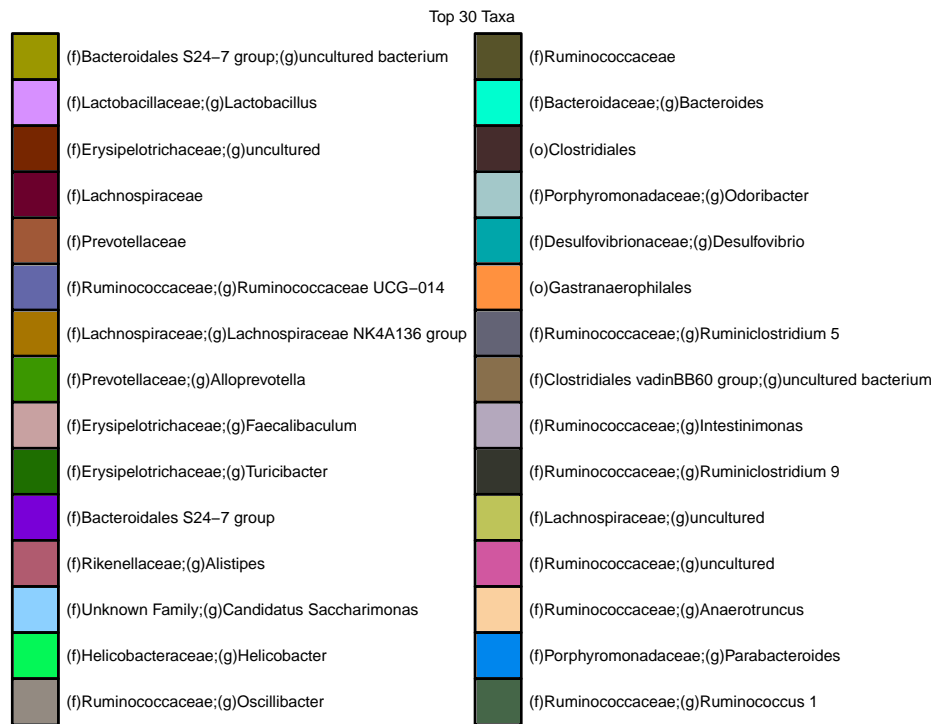 Top 30 Taxa
(f)Bacteroidales S24−7 group;(g)uncultured bacterium
(f)Lactobacillaceae;(g)Lactobacillus
(f)Erysipelotrichaceae;(g)uncultured
(f)Lachnospiraceae
(f)Prevotellaceae
(f)Ruminococcaceae;(g)Ruminococcaceae UCG−014
(f)Lachnospiraceae;(g)Lachnospiraceae NK4A136 group
(f)Prevotellaceae;(g)Alloprevotella
(f)Erysipelotrichaceae;(g)Faecalibaculum
(f)Erysipelotrichaceae;(g)Turicibacter
(f)Bacteroidales S24−7 group
(f)Rikenellaceae;(g)Alistipes
(f)Unknown Family;(g)Candidatus Saccharimonas
(f)Helicobacteraceae;(g)Helicobacter
(f)Ruminococcaceae;(g)Oscillibacter
(f)Ruminococcaceae
(f)Bacteroidaceae;(g)Bacteroides
(o)Clostridiales
(f)Porphyromonadaceae;(g)Odoribacter
(f)Desulfovibrionaceae;(g)Desulfovibrio
(o)Gastranaerophilales
(f)Ruminococcaceae;(g)Ruminiclostridium 5
(f)Clostridiales vadinBB60 group;(g)uncultured bacterium
(f)Ruminococcaceae;(g)Intestinimonas
(f)Ruminococcaceae;(g)Ruminiclostridium 9
(f)Lachnospiraceae;(g)uncultured
(f)Ruminococcaceae;(g)uncultured
(f)Ruminococcaceae;(g)Anaerotruncus
(f)Porphyromonadaceae;(g)Parabacteroides
(f)Ruminococcaceae;(g)Ruminococcus 1